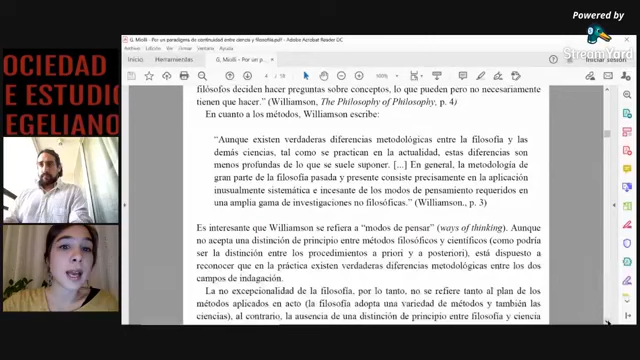 Powered by
StreamYard
OCIEDAD
E ESTUDIO
EGELIANO
G. Miolli - Por un paradigma de continuidad entre ciencia y filosofía.pdf - Adobe Acrobat Reader DC
Archivo Edición Ver Firmar Ventana Ayuda
Inicio Herramientas G. Miolli - Por un p... Iniciar sesión
filósofos deciden hacer preguntas sobre conceptos, lo que pueden pero no necesariamente
tienen que hacer.” (Williamson, The Philosophy of Philosophy, p. 4)
En cuanto a los métodos, Williamson escribe:
“Aunque existen verdaderas diferencias metodológicas entre la filosofía y las
demás ciencias, tal como se practican en la actualidad, estas diferencias son
menos profundas de lo que se suele suponer. [...] En general, la metodología de
gran parte de la filosofía pasada y presente consiste precisamente en la aplicación
inusualmente sistemática e incesante de los modos de pensamiento requeridos en
una amplia gama de investigaciones no filosóficas.” (Williamson., p. 3)
Es interesante que Williamson se refiera a “modos de pensar” (ways of thinking). Aunque
no acepta una distinción de principio entre métodos filosóficos y científicos (como podría
ser la distinción entre los procedimientos a priori y a posteriori), está dispuesto a
reconocer que en la práctica existen verdaderas diferencias metodológicas entre los dos
campos de indagación.
La no excepcionalidad de la filosofía, por lo tanto, no se refiere tanto al plan de los
métodos aplicados en acto (la filosofía adopta una variedad de métodos y también las
ciencias), al contrario, la ausencia de una distinción de principio entre filosofía y ciencia